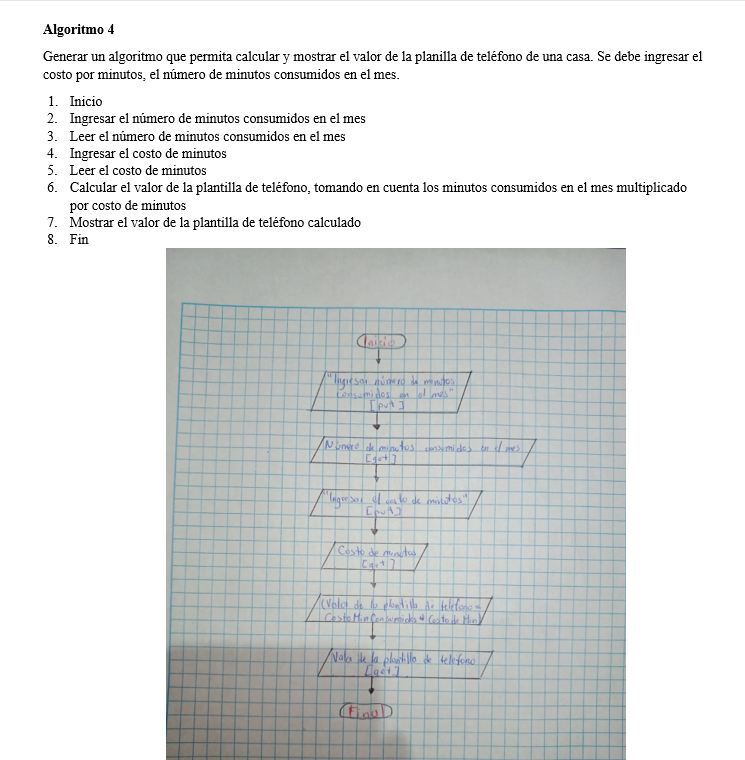 Algoritmo 4
Generar un algoritmo que permita calcular y mostrar el valor de la planilla de teléfono de una casa. Se debe ingresar el
costo por minutos, el número de minutos consumidos en el mes.
1. Inicio
2. Ingresar el número de minutos consumidos en el mes
3. Leer el número de minutos consumidos en el mes
4. Ingresar el costo de minutos
5. Leer el costo de minutos
6. Calcular el valor de la plantilla de teléfono, tomando en cuenta los minutos consumidos en el mes multiplicado
por costo de minutos
7. Mostrar el valor de la plantilla de teléfono calculado
8. Fin
Inicio
"Ingresar número de minutos
consumidos en el mes"
[put]
Número de minutos consumidos en el mes
[get]
"Ingresar el costo de minutos"
[put]
Costo de minutos
[get]
(Valor de la plantilla de telefono =
Costo Min Consumidos * Costo de Min)
Valor de la plantilla de telefono
[get]
Final